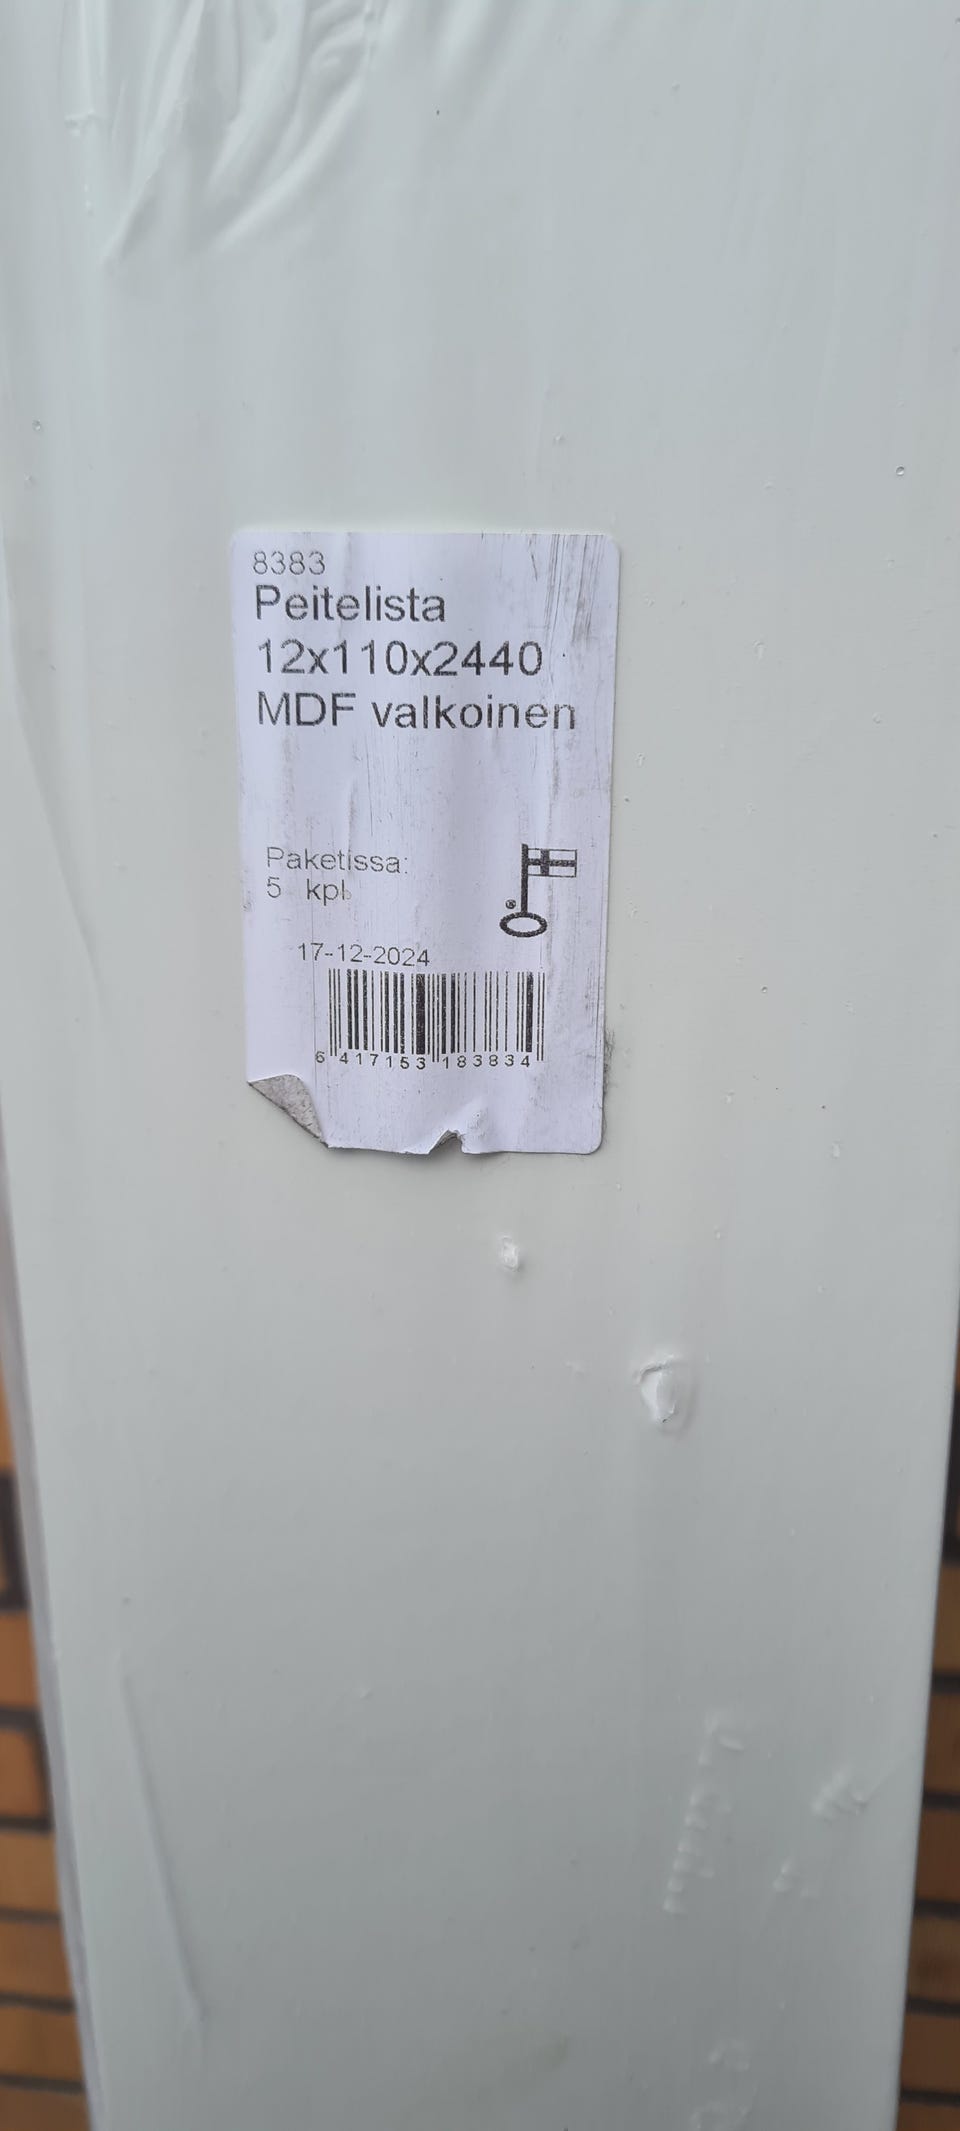 8383
Peitelista
12x110x2440
MDF valkoinen
Paketissa:
5 kpl
17-12-2024
6 417153 183834